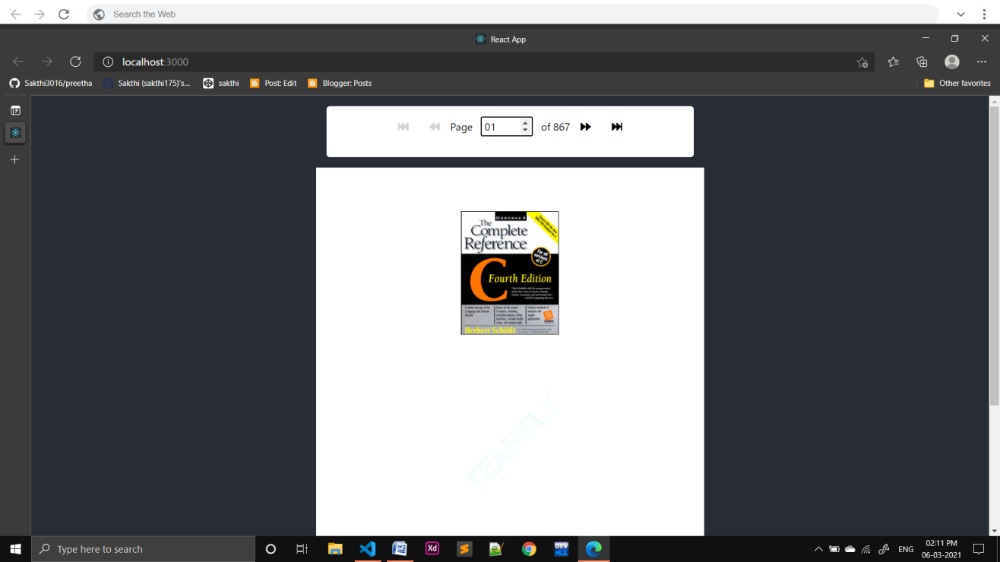 Search the Web
React App
localhost:3000
Sakthi3016/preetha
Sakthi (sakthi175)'s...
sakthi
Post: Edit
Blogger: Posts
Other favorites
Page 01 of 867
OSBORNE
The
Complete
Reference
For all
versions
of C
C
Fourth Edition
Herbert Schildt
TEAMFLY
Xd
DEV
Type here to search
ENG
02:11 PM
06-03-2021